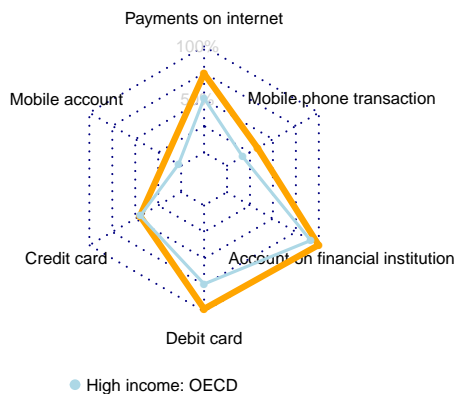 Payments on internet
100%
Mobile account
Mobile phone transaction
Credit card
Account on financial institution
Debit card
High income: OECD